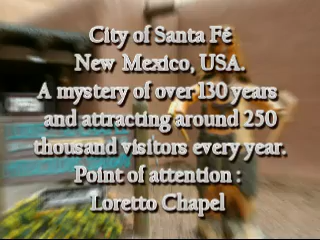 City of Santa Fé
New Mexico, USA.
A mystery of over 130 years
and attracting around 250
thousand visitors every year.
Point of attention :
Loretto Chapel